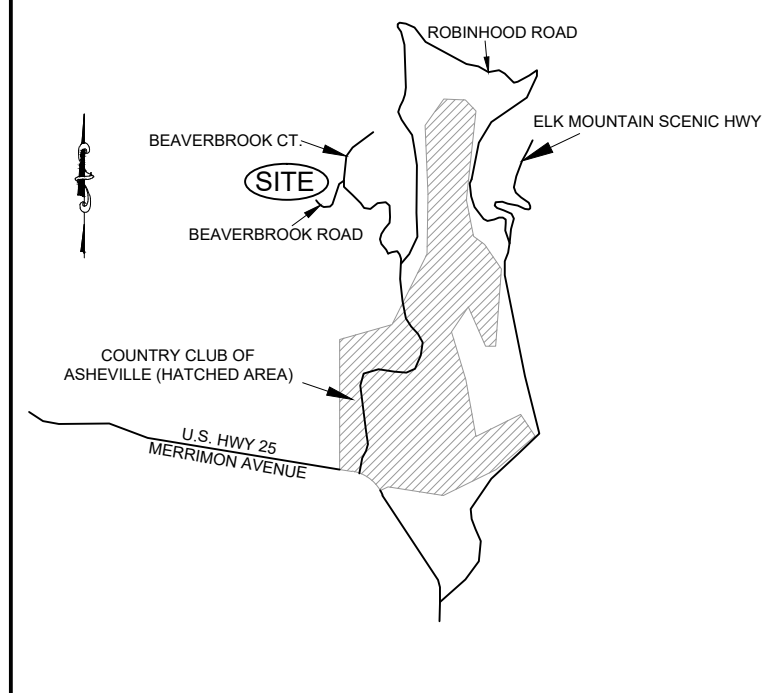 ROBINHOOD ROAD
ELK MOUNTAIN SCENIC HWY
BEAVERBROOK CT.
SITE
BEAVERBROOK ROAD
COUNTRY CLUB OF
ASHEVILLE (HATCHED AREA)
U.S. HWY 25
MERRIMON AVENUE